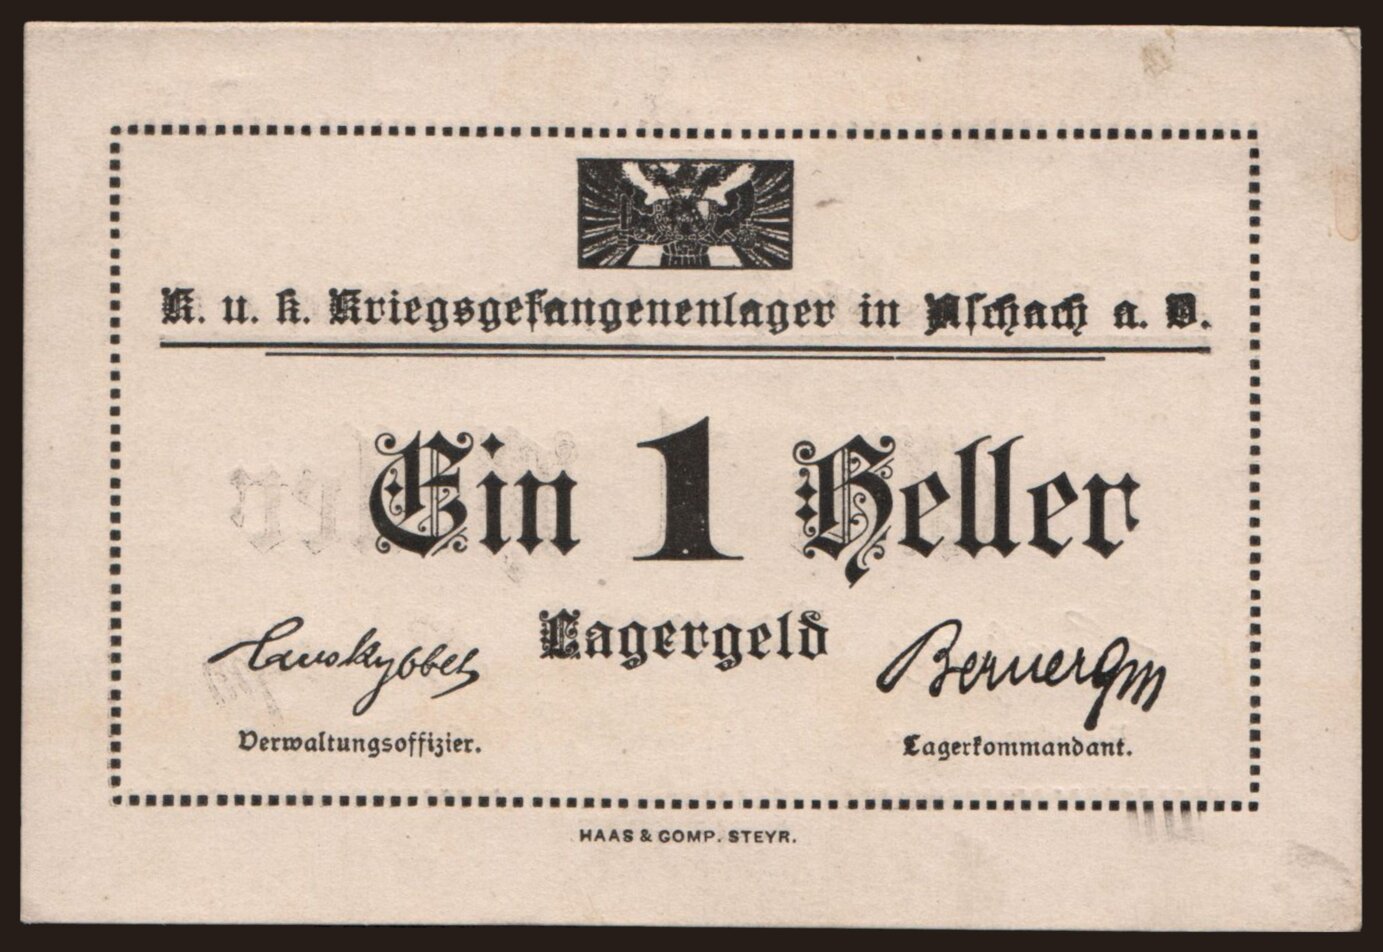 K. u. k. Kriegsgefangenenlager in Aschach a. D.
Ein 1 Heller
Lagergeld
Verwaltungsoffizier.
Lagerkommandant.
HAAS & COMP. STEYR.